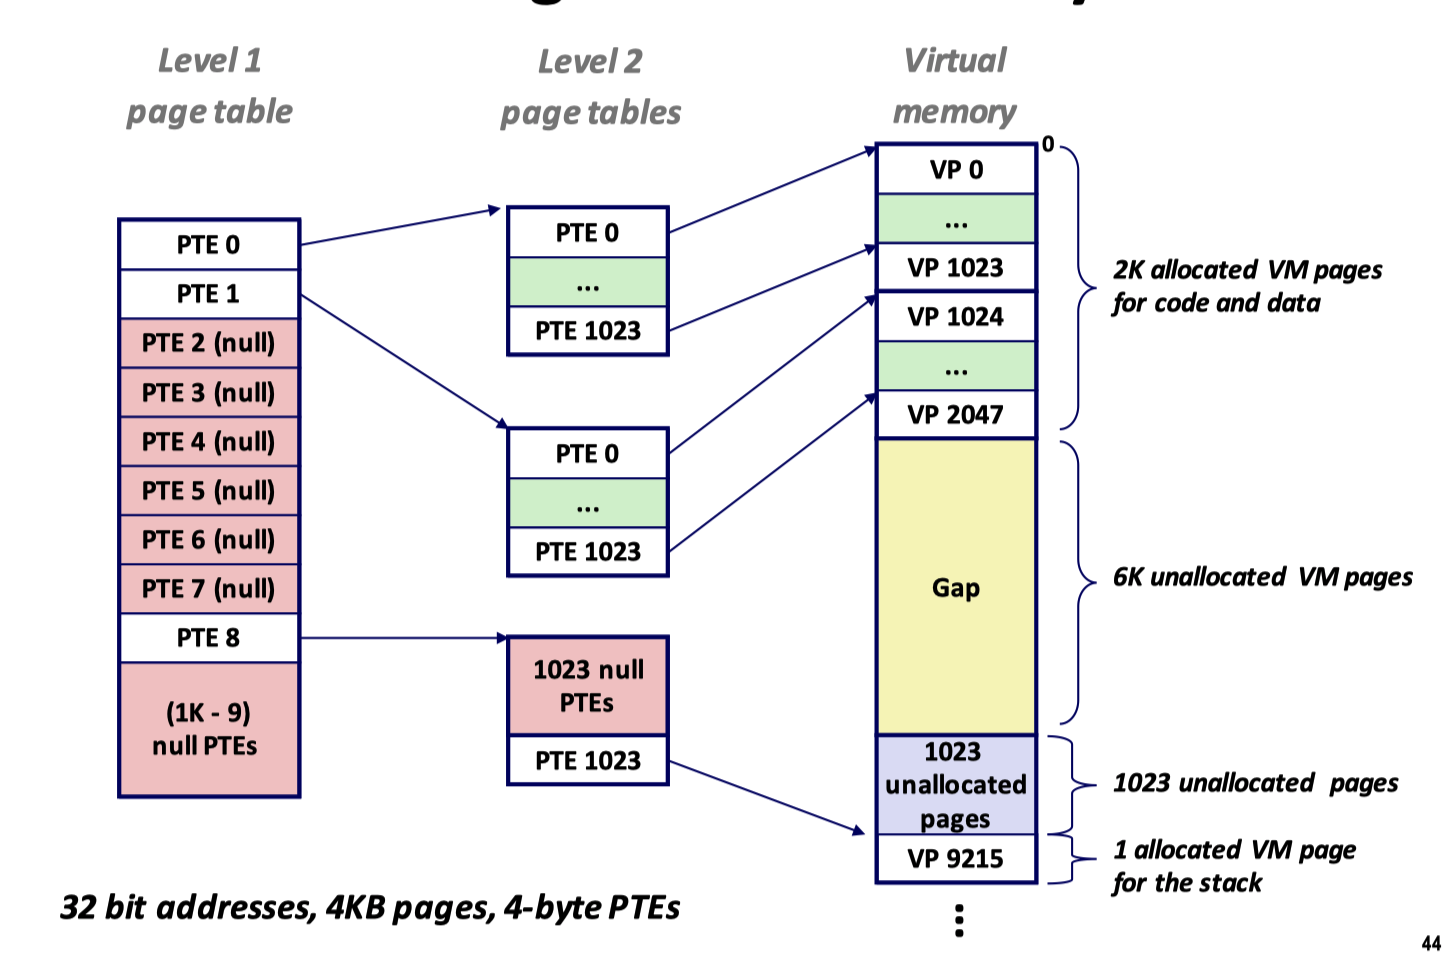 Level 1
page table
Level 2
page tables
Virtual
memory
PTE 0
PTE 1
PTE 2 (null)
PTE 3 (null)
PTE 4 (null)
PTE 5 (null)
PTE 6 (null)
PTE 7 (null)
PTE 8
(1K - 9)
null PTEs
PTE 0
...
PTE 1023
PTE 0
...
PTE 1023
1023 null
PTEs
PTE 1023
0
VP 0
...
VP 1023
VP 1024
...
VP 2047
Gap
1023
unallocated
pages
VP 9215
...
2K allocated VM pages
for code and data
6K unallocated VM pages
1023 unallocated pages
1 allocated VM page
for the stack
32 bit addresses, 4KB pages, 4-byte PTEs
44